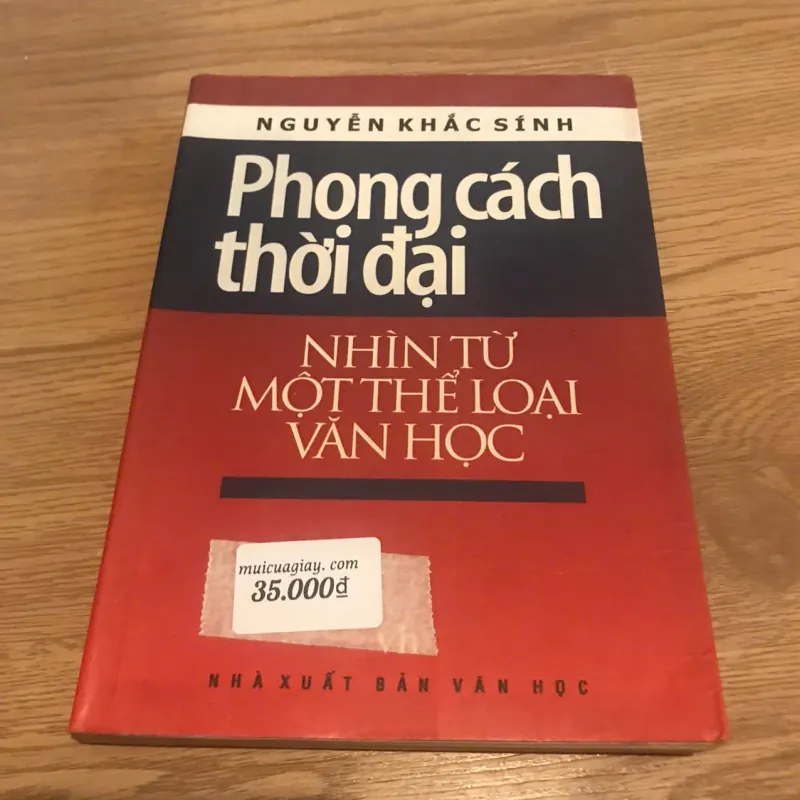 NGUYỄN KHẮC SÍNH
Phong cách
thời đại
NHÌN TỪ
MỘT THỂ LOẠI
VĂN HỌC
muicuagiay. com
35.000đ
vh
NHÀ XUẤT BẢN VĂN HỌC